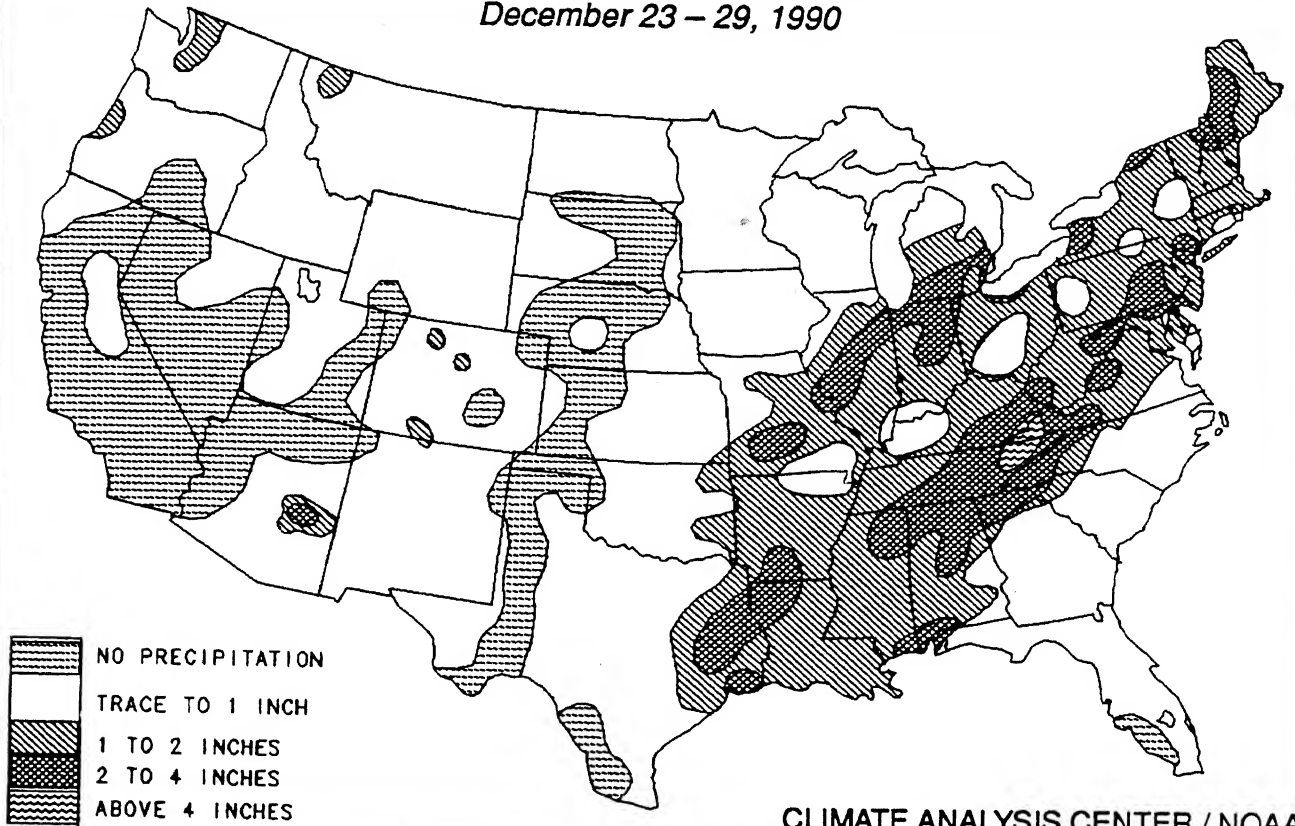 December 23 – 29, 1990
NO PRECIPITATION
TRACE TO 1 INCH
1 TO 2 INCHES
2 TO 4 INCHES
ABOVE 4 INCHES
CLIMATE ANALYSIS CENTER / NOAA